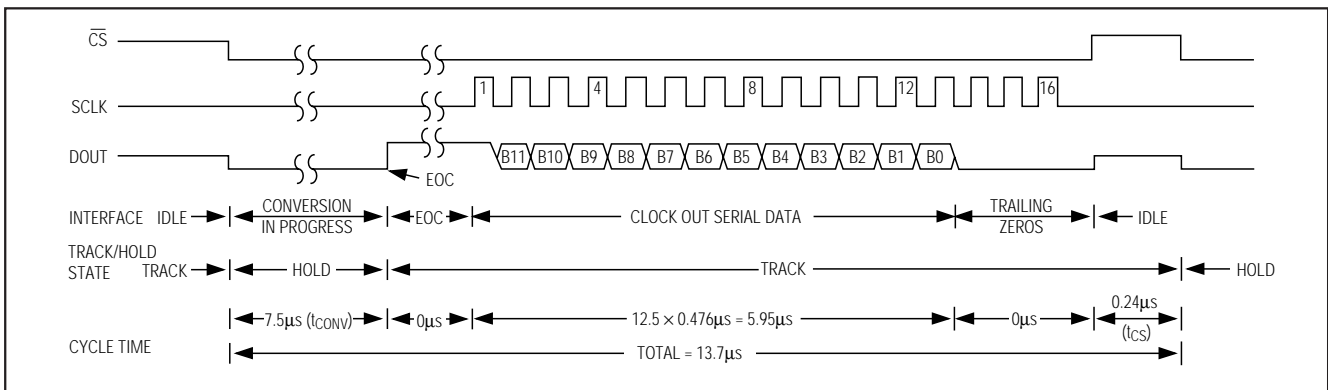 CS
SCLK
1 4 8 12 16
DOUT
B11 B10 B9 B8 B7 B6 B5 B4 B3 B2 B1 B0
EOC
INTERFACE IDLE
CONVERSION
IN PROGRESS
EOC
CLOCK OUT SERIAL DATA
TRAILING
ZEROS
IDLE
TRACK/HOLD
STATE TRACK
HOLD
TRACK
HOLD
7.5µs (tCONV)
0µs
12.5 × 0.476µs = 5.95µs
0µs
0.24µs
(tCS)
CYCLE TIME
TOTAL = 13.7µs